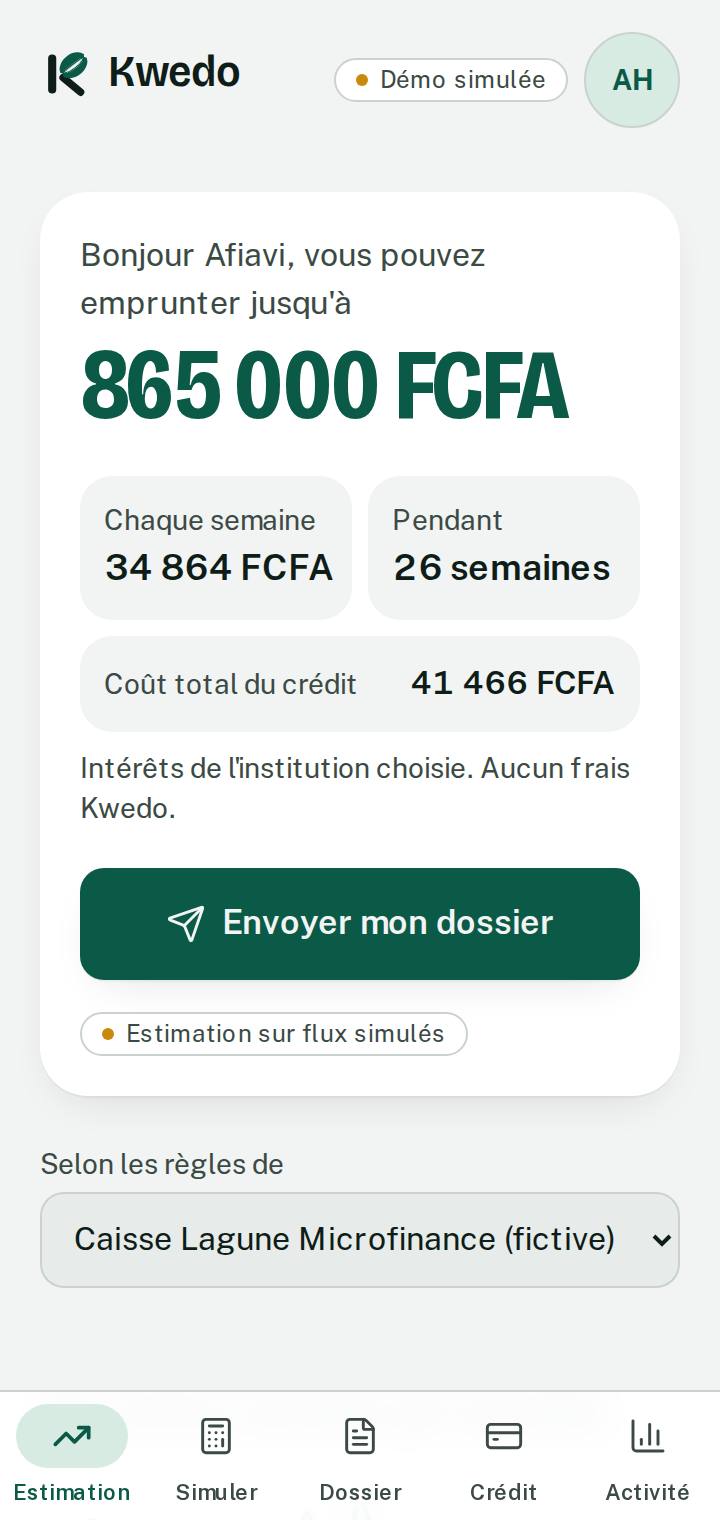 Kwedo
Démo simulée
AH
Bonjour Afiavi, vous pouvez
emprunter jusqu'à
865 000 FCFA
Chaque semaine
34 864 FCFA
Pendant
26 semaines
Coût total du crédit
41 466 FCFA
Intérêts de l'institution choisie. Aucun frais
Kwedo.
Envoyer mon dossier
Estimation sur flux simulés
Selon les règles de
Caisse Lagune Microfinance (fictive)
Estimation
Simuler
Dossier
Crédit
Activité